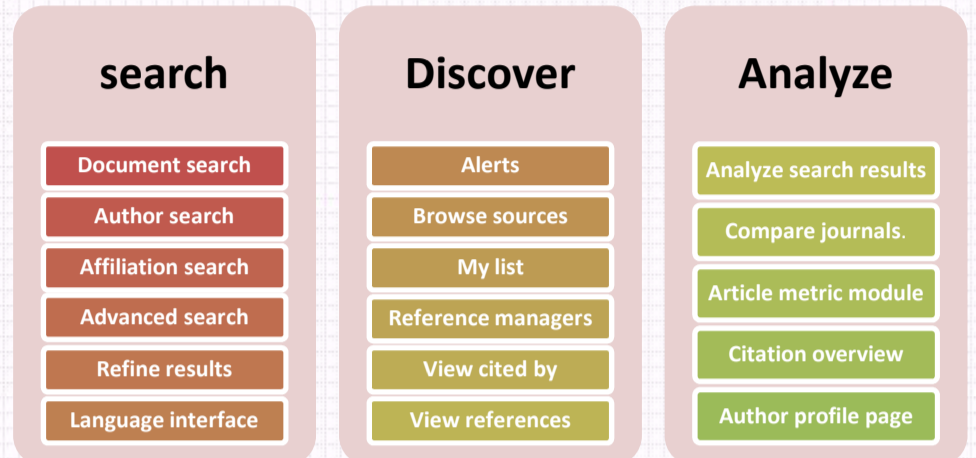 search
Document search
Author search
Affiliation search
Advanced search
Refine results
Language interface
Discover
Alerts
Browse sources
My list
Reference managers
View cited by
View references
Analyze
Analyze search results
Compare journals.
Article metric module
Citation overview
Author profile page